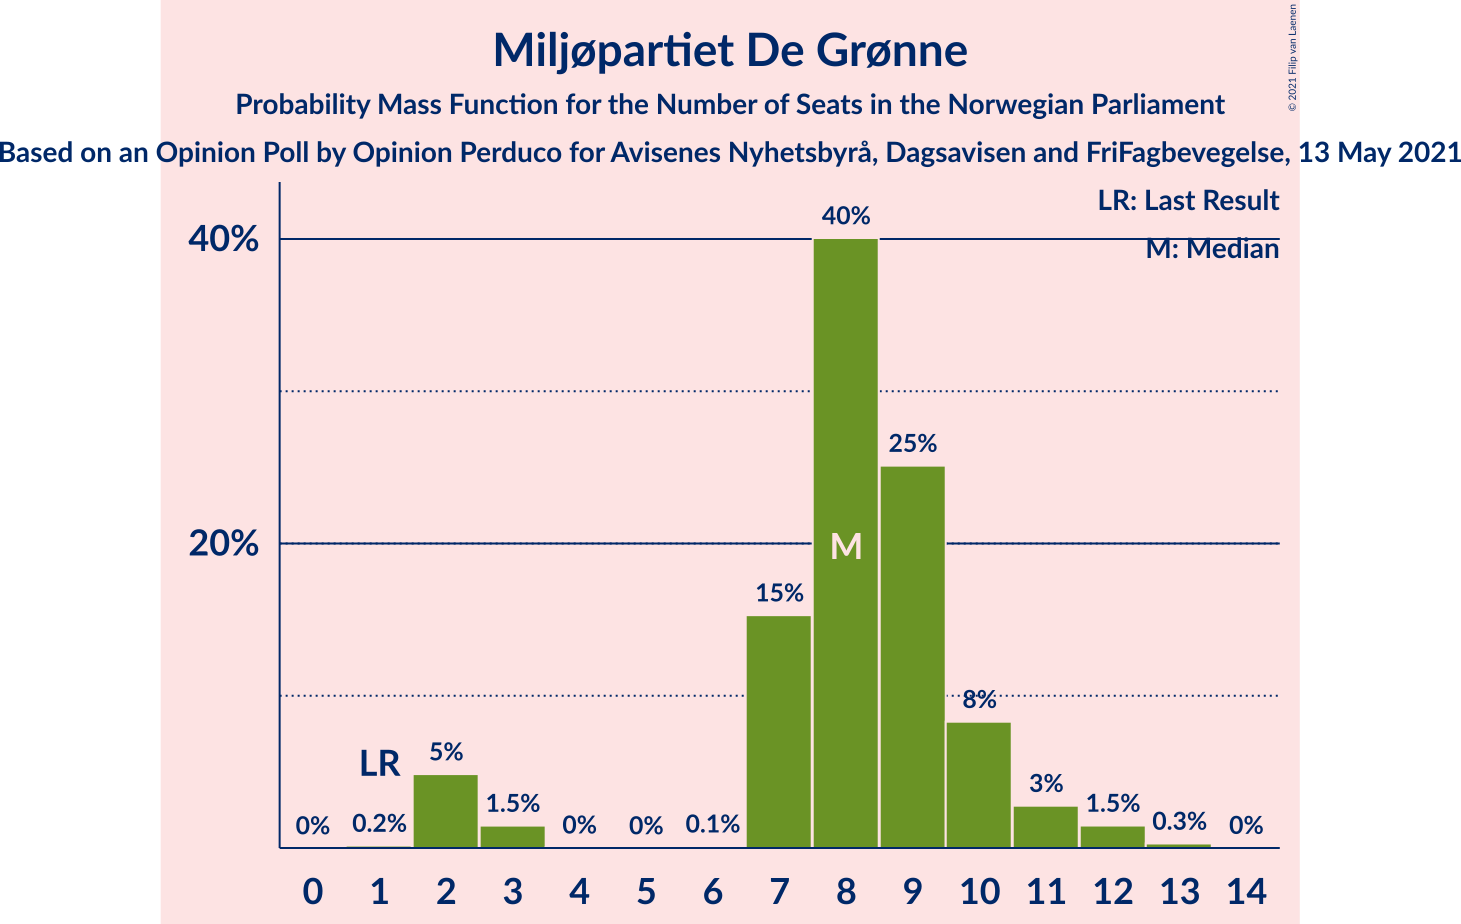 Miljøpartiet De Grønne
Probability Mass Function for the Number of Seats in the Norwegian Parliament
Based on an Opinion Poll by Opinion Perduco for Avisenes Nyhetsbyrå, Dagsavisen and FriFagbevegelse, 13 May 2021
© 2021 Filip van Laenen
LR: Last Result
M: Median
40%
20%
0%
LR
0.2%
5%
1.5%
0%
0%
0.1%
15%
40%
M
25%
8%
3%
1.5%
0.3%
0%
0 1 2 3 4 5 6 7 8 9 10 11 12 13 14